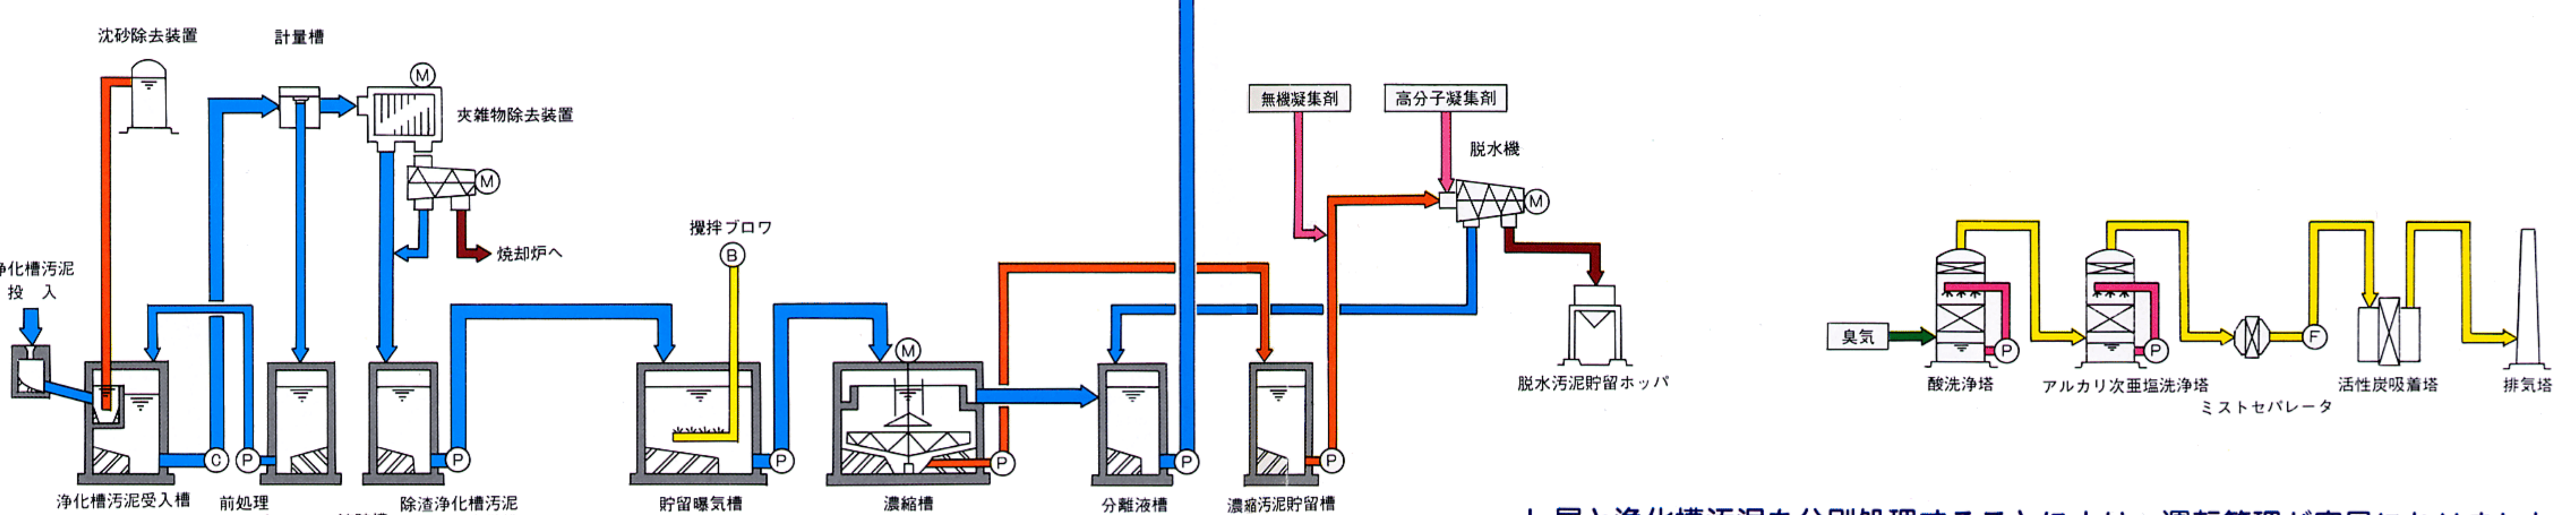 沈砂除去装置
計量槽
M
夾雑物除去装置
M
焼却炉へ
浄化槽汚泥
投 入
攪拌ブロワ
B
無機凝集剤
高分子凝集剤
脱水機
M
M
C
P
P
P
P
P
P
脱水汚泥貯留ホッパ
臭気
P
P
F
酸洗浄塔
アルカリ次亜塩洗浄塔
ミストセパレータ
活性炭吸着塔
排気塔
浄化槽汚泥受入槽
前処理
除渣浄化槽汚泥
貯留曝気槽
濃縮槽
分離液槽
濃縮汚泥貯留槽